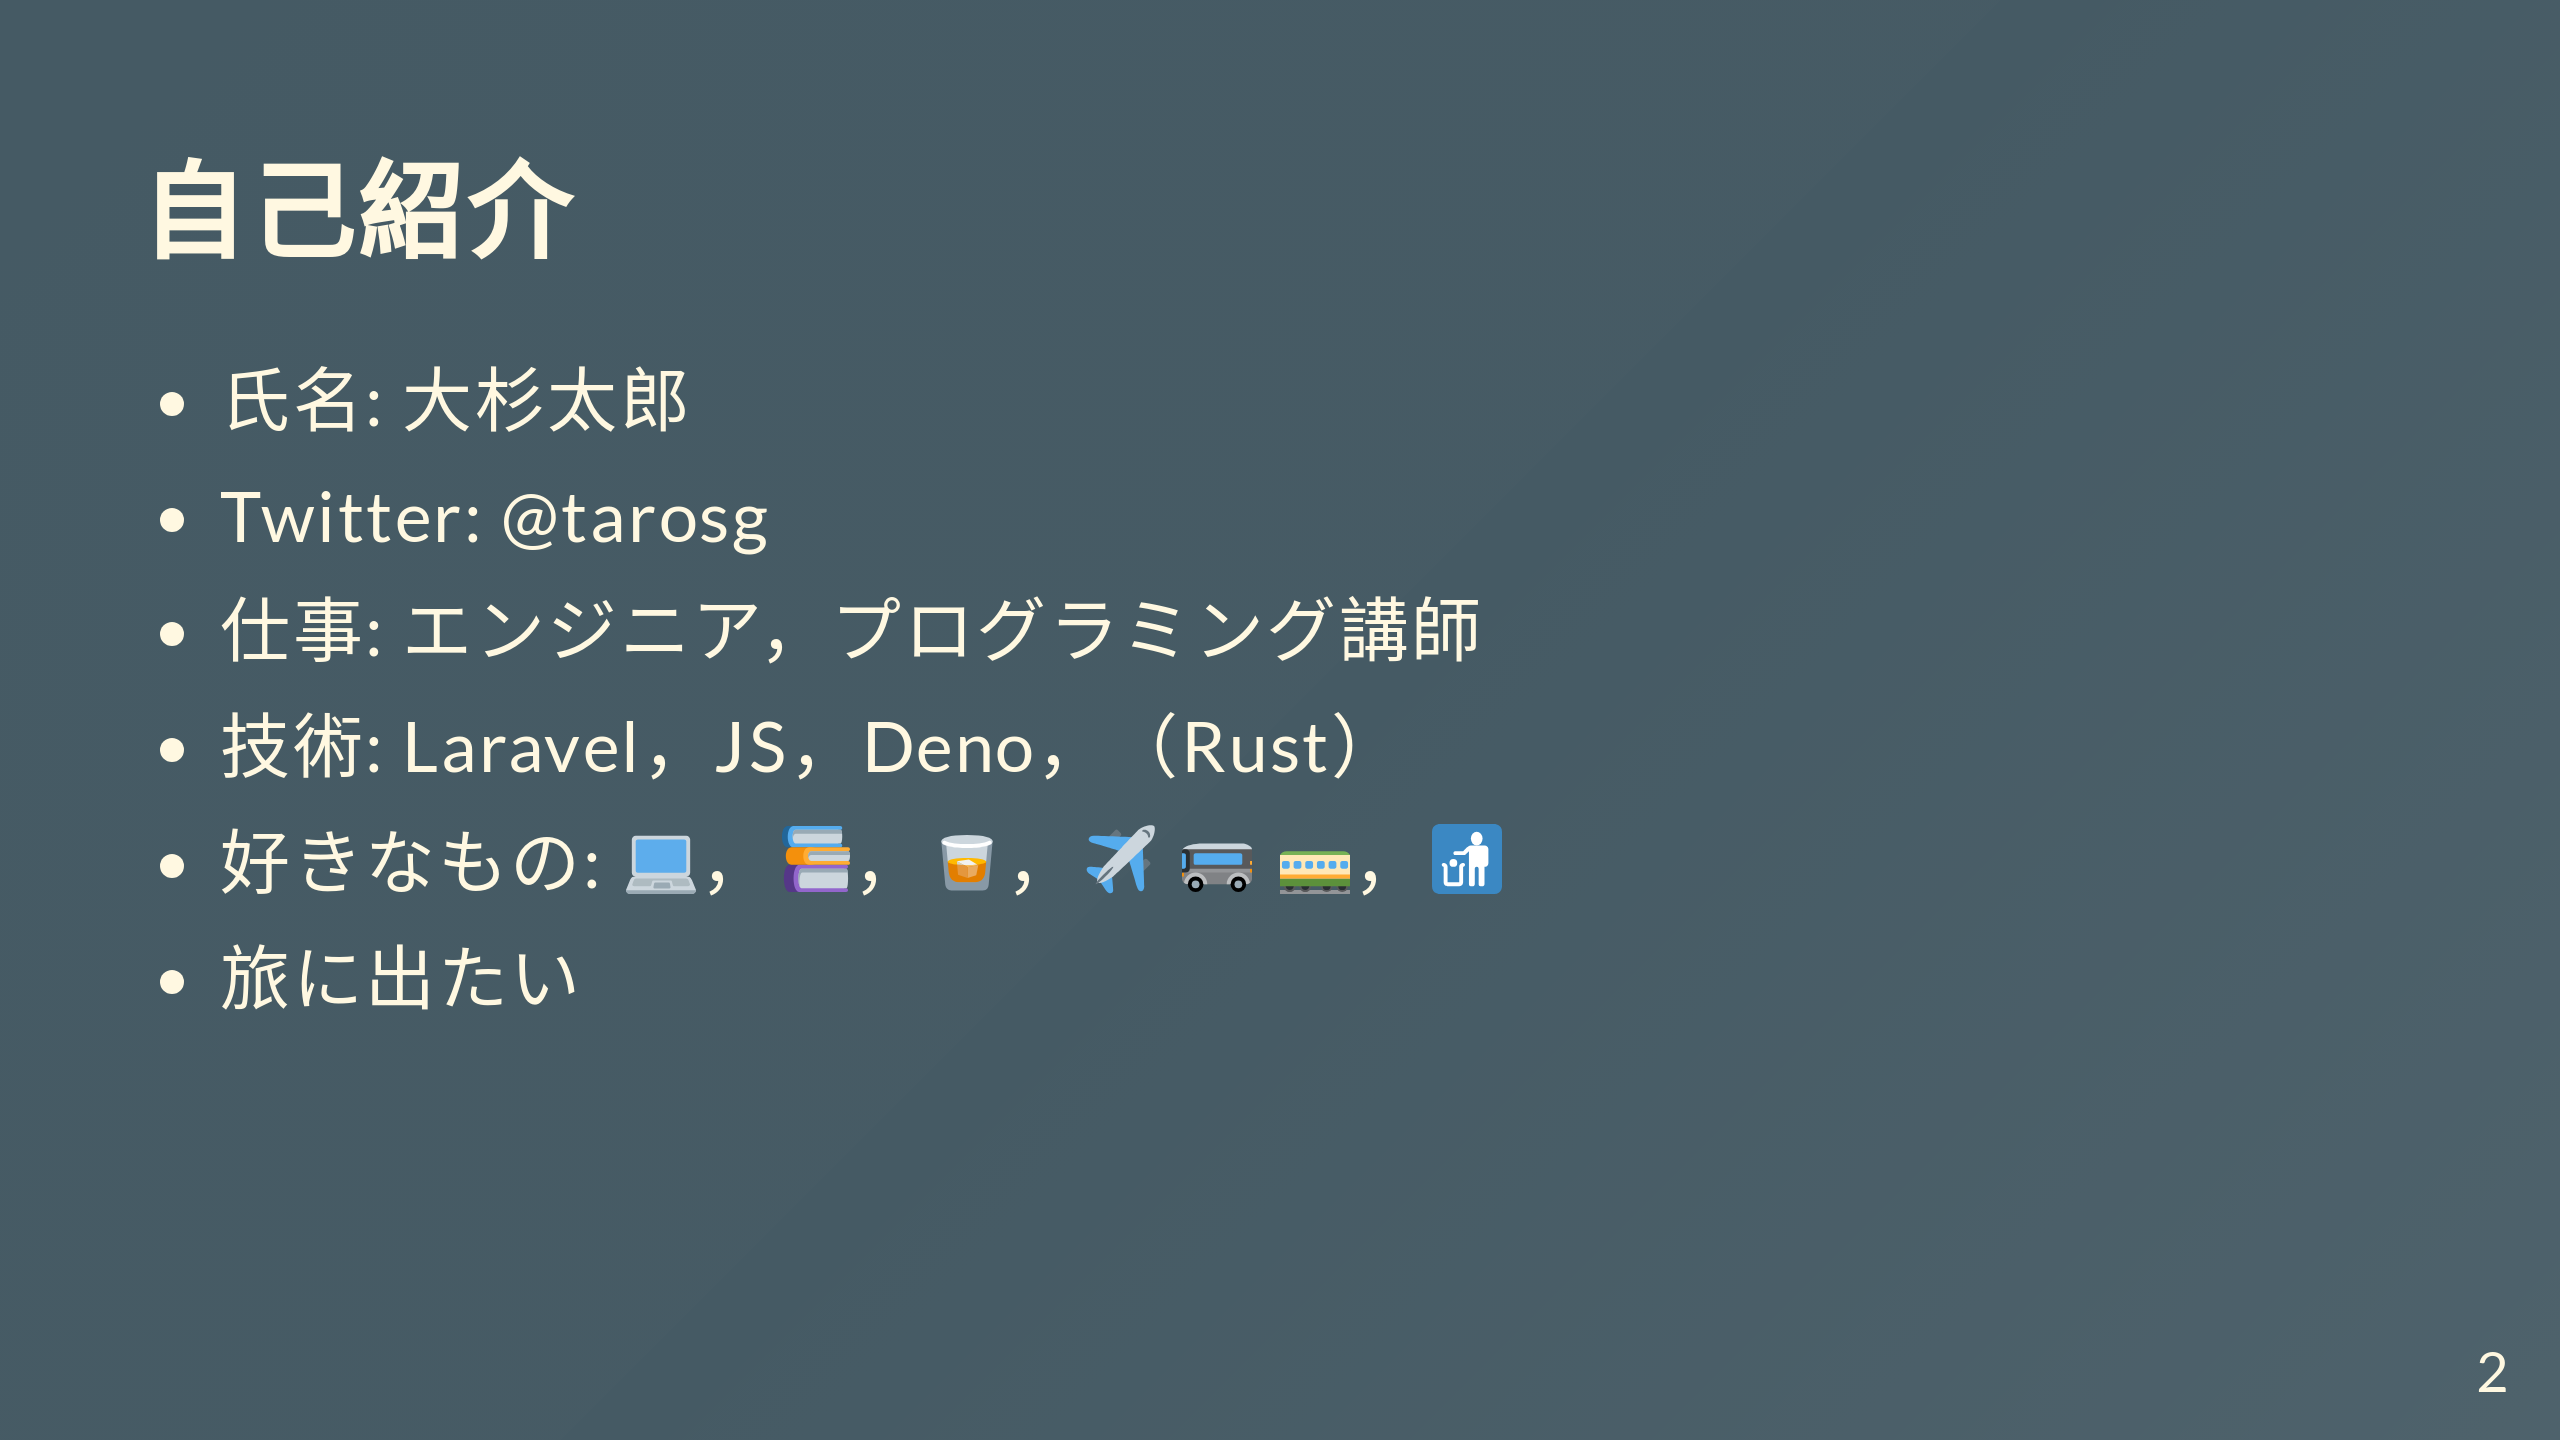 自己紹介
• 氏名: 大杉太郎
• Twitter: @tarosg
• 仕事: エンジニア，プログラミング講師
• 技術: Laravel，JS，Deno，（Rust）
• 好きなもの: 💻，📚，🥃，✈️ 🚌 🚃，🚮
• 旅に出たい
2